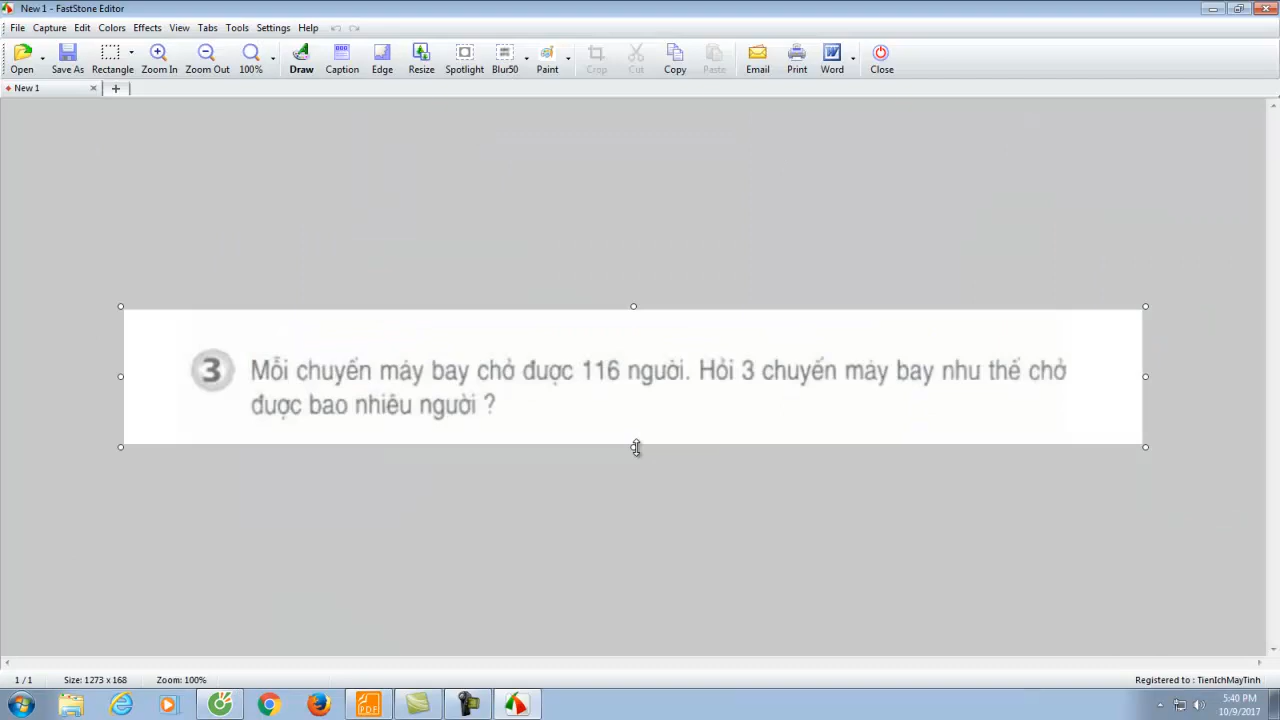 New 1 - FastStone Editor
File Capture Edit Colors Effects View Tabs Tools Settings Help
Open Save As Rectangle Zoom In Zoom Out 100% Draw Caption Edge Resize Spotlight Blur50 Paint Crop Cut Copy Paste Email Print Word Close
New 1
3 Mỗi chuyến máy bay chở được 116 người. Hỏi 3 chuyến máy bay như thế chở
được bao nhiêu người ?
1 / 1 Size: 1273 x 168 Zoom: 100% Registered to : TienIchMayTinh
PDF
5:40 PM
10/9/2017